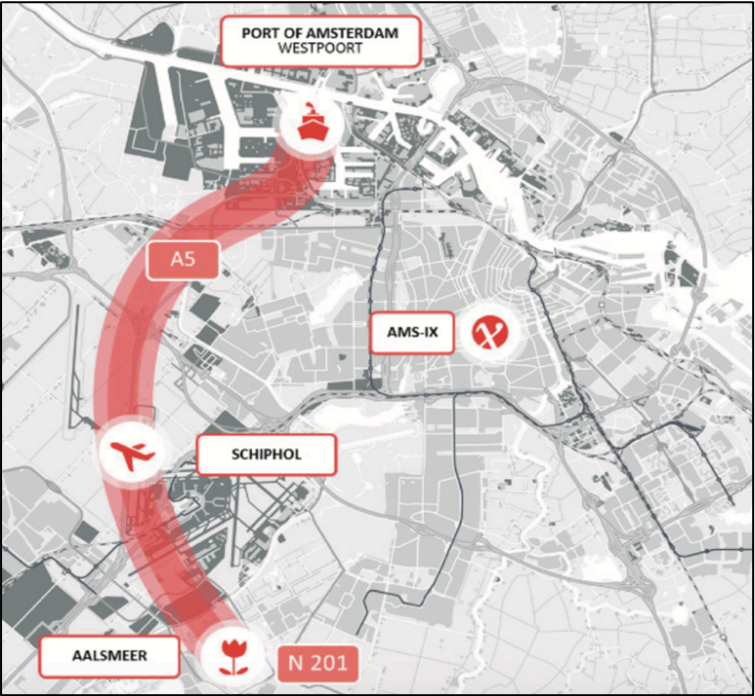 PORT OF AMSTERDAM
WESTPOORT
A5
AMS-IX
SCHIPHOL
AALSMEER
N 201